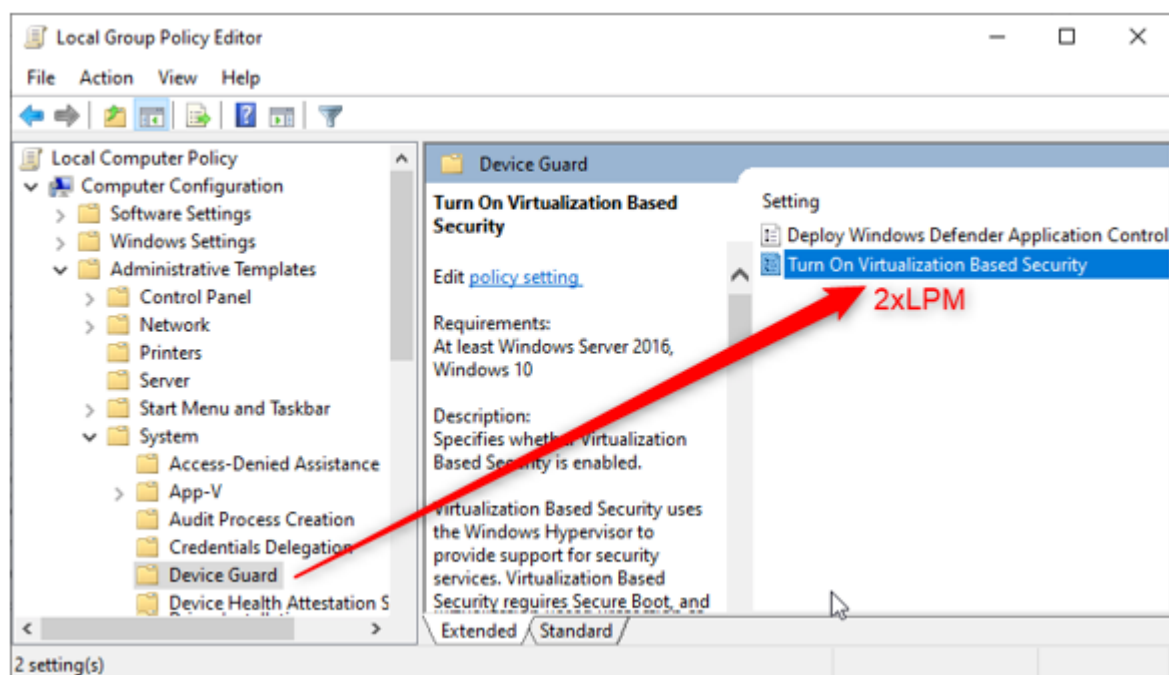 Local Group Policy Editor
File Action View Help
Local Computer Policy
Computer Configuration
Software Settings
Windows Settings
Administrative Templates
Control Panel
Network
Printers
Server
Start Menu and Taskbar
System
Access-Denied Assistance
App-V
Audit Process Creation
Credentials Delegation
Device Guard
Device Health Attestation S
Device Guard
Turn On Virtualization Based
Security
Edit policy setting
Requirements:
At least Windows Server 2016,
Windows 10
Description:
Specifies whether Virtualization
Based Security is enabled.
Virtualization Based Security uses
the Windows Hypervisor to
provide support for security
services. Virtualization Based
Security requires Secure Boot, and
Setting
Deploy Windows Defender Application Control
Turn On Virtualization Based Security
2xLPM
Extended Standard
2 setting(s)